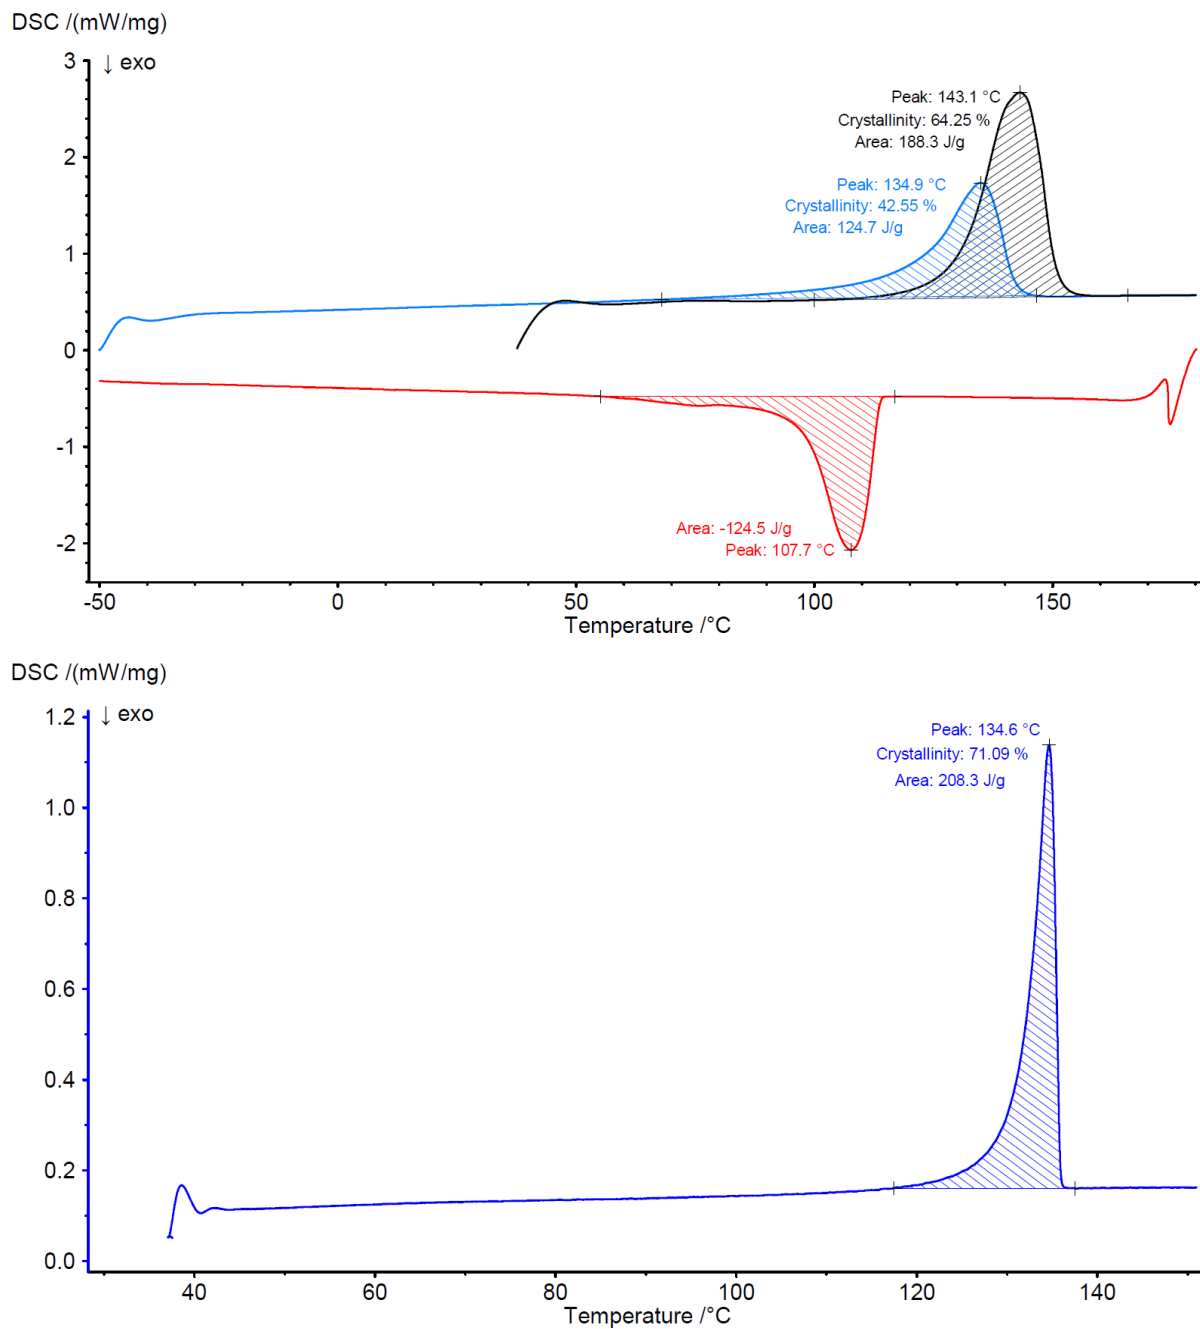 DSC /(mW/mg)
↓ exo
3
2
1
0
-1
-2
Peak: 143.1 °C
Crystallinity: 64.25 %
Area: 188.3 J/g
Peak: 134.9 °C
Crystallinity: 42.55 %
Area: 124.7 J/g
Area: -124.5 J/g
Peak: 107.7 °C
-50 0 50 100 150
Temperature /°C
DSC /(mW/mg)
↓ exo
1.2
1.0
0.8
0.6
0.4
0.2
0.0
Peak: 134.6 °C
Crystallinity: 71.09 %
Area: 208.3 J/g
40 60 80 100 120 140
Temperature /°C